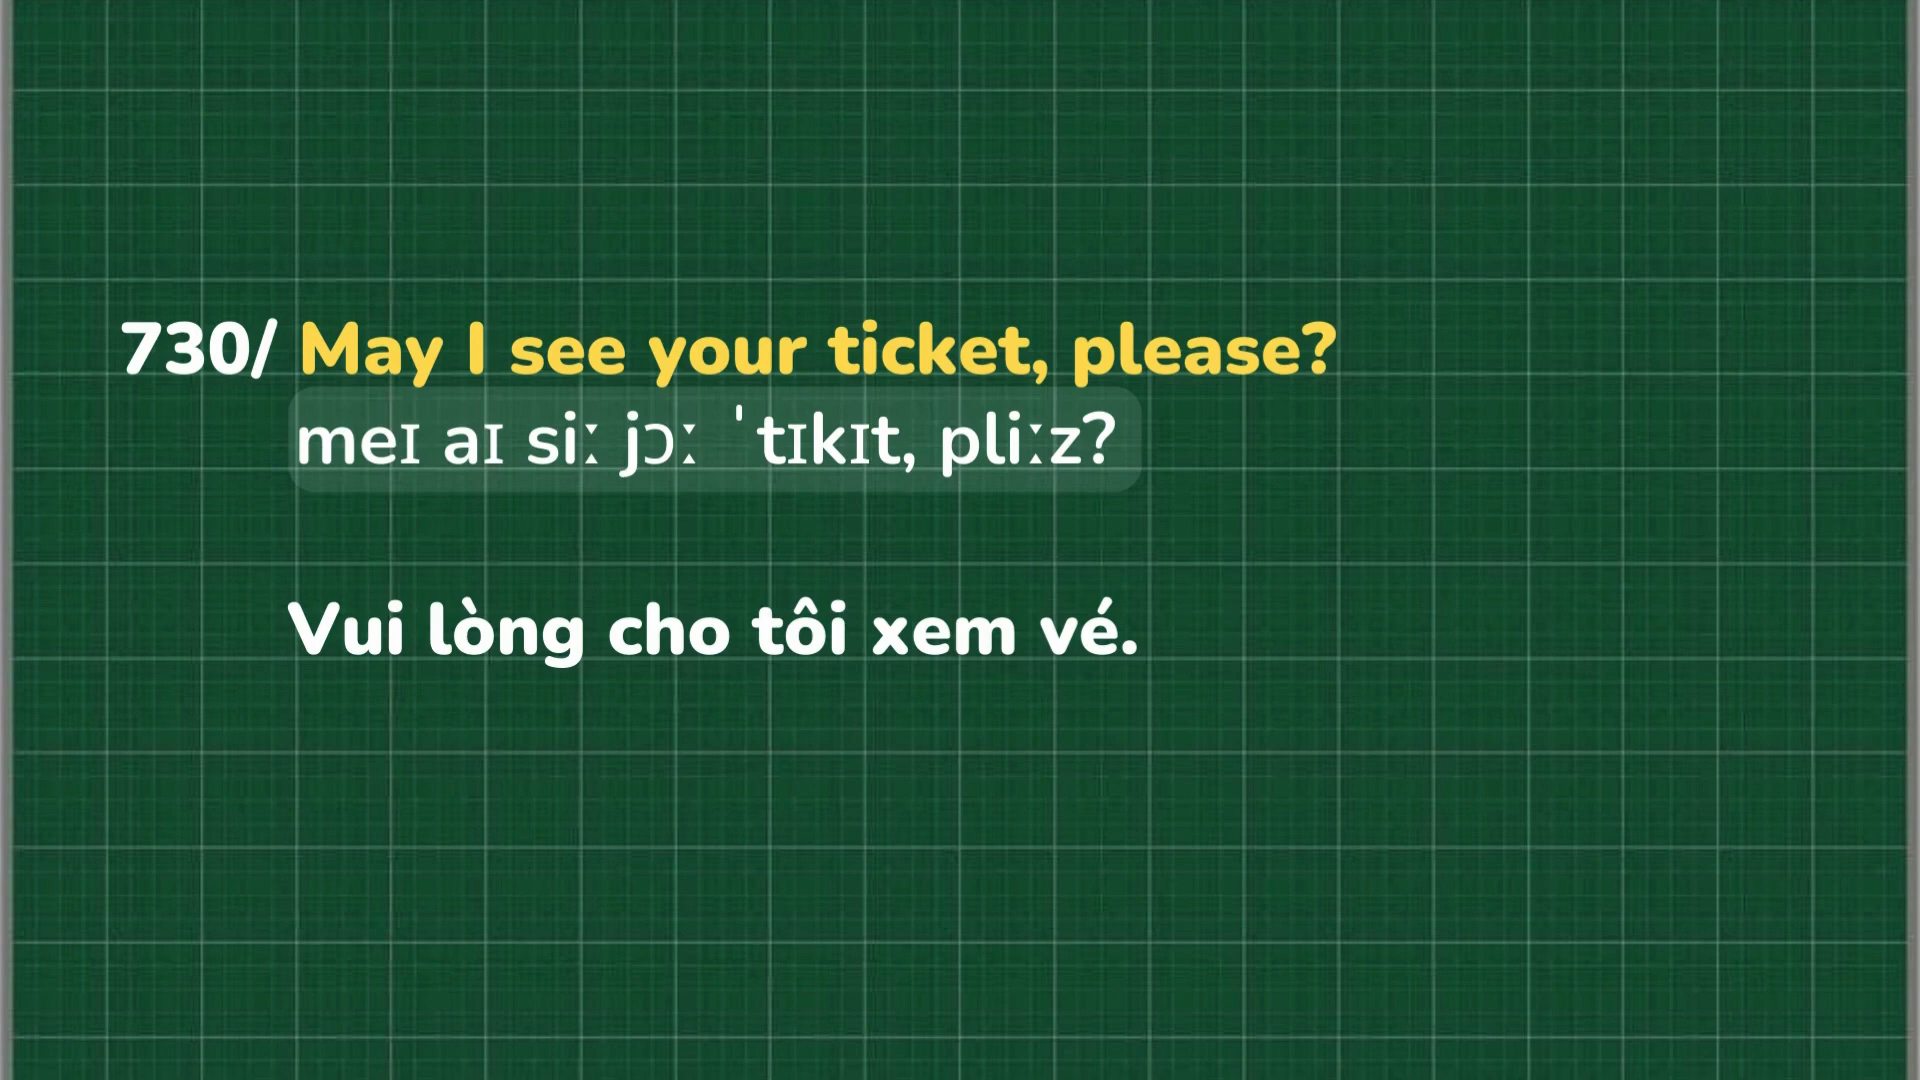 730/ May I see your ticket, please?
meɪ aɪ siː jɔː ˈtɪkɪt, pliːz?
Vui lòng cho tôi xem vé.